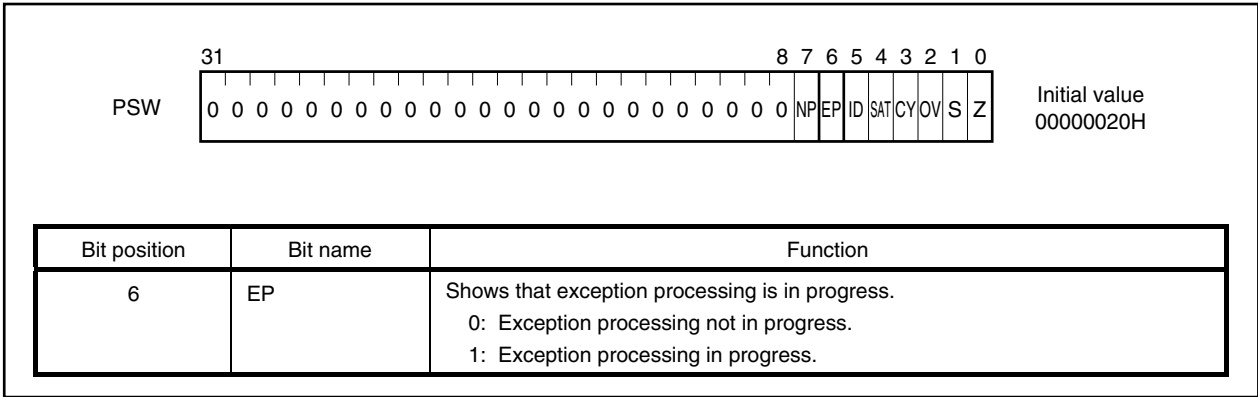 31 8 7 6 5 4 3 2 1 0
PSW 0 0 0 0 0 0 0 0 0 0 0 0 0 0 0 0 0 0 0 0 0 0 0 0 NP EP ID SAT CY OV S Z Initial value
00000020H
Bit position Bit name Function
6 EP Shows that exception processing is in progress.
0: Exception processing not in progress.
1: Exception processing in progress.